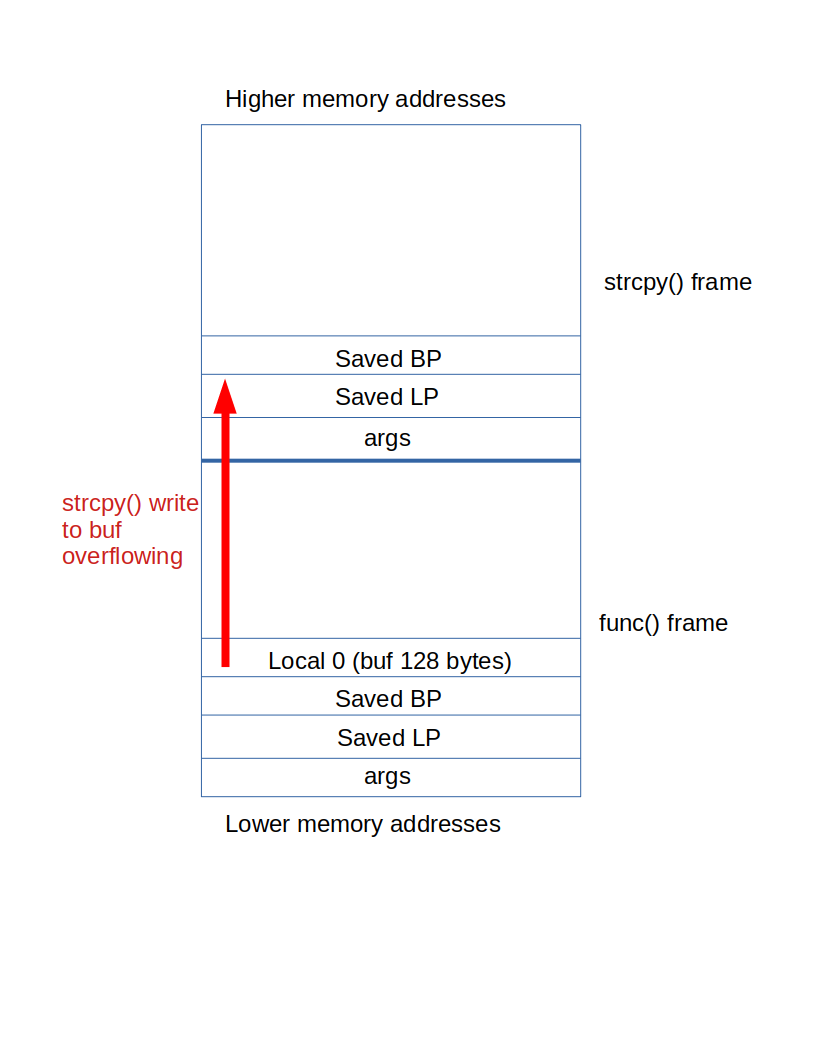 Higher memory addresses
strcpy() frame
Saved BP
Saved LP
args
strcpy() write
to buf
overflowing
func() frame
Local 0 (buf 128 bytes)
Saved BP
Saved LP
args
Lower memory addresses